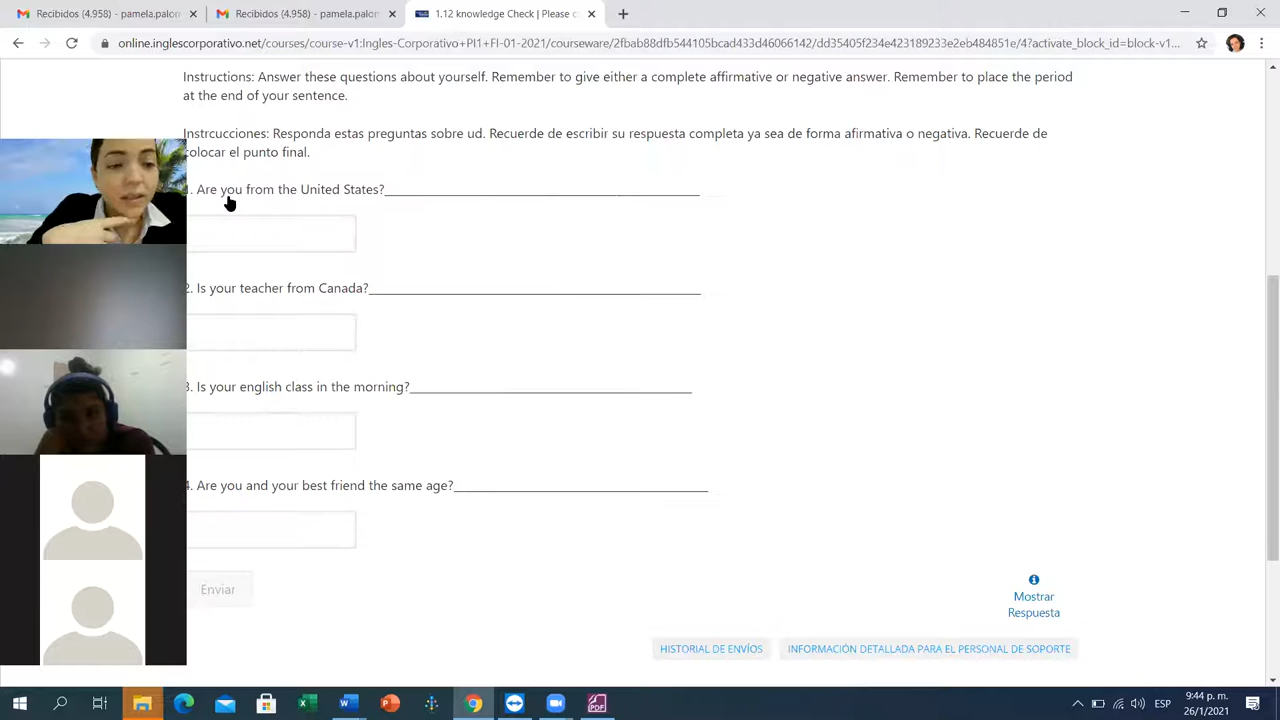 Recibidos (4.958) - pamela.palon
Recibidos (4.958) - pamela.palon
1.12 knowledge Check | Please c
online.inglescorporativo.net/courses/course-v1:Ingles-Corporativo+PI1+FI-01-2021/courseware/2fbab88dfb544105bcad433d46066142/dd35405f234e423189233e2eb484851e/4?activate_block_id=block-v1...
Instructions: Answer these questions about yourself. Remember to give either a complete affirmative or negative answer. Remember to place the period
at the end of your sentence.
Instrcucciones: Responda estas preguntas sobre ud. Recuerde de escribir su respuesta completa ya sea de forma afirmativa o negativa. Recuerde de
colocar el punto final.
1. Are you from the United States?
2. Is your teacher from Canada?
3. Is your english class in the morning?
4. Are you and your best friend the same age?
Enviar
Mostrar
Respuesta
HISTORIAL DE ENVÍOS
INFORMACIÓN DETALLADA PARA EL PERSONAL DE SOPORTE
ESP
9:44 p. m.
26/1/2021